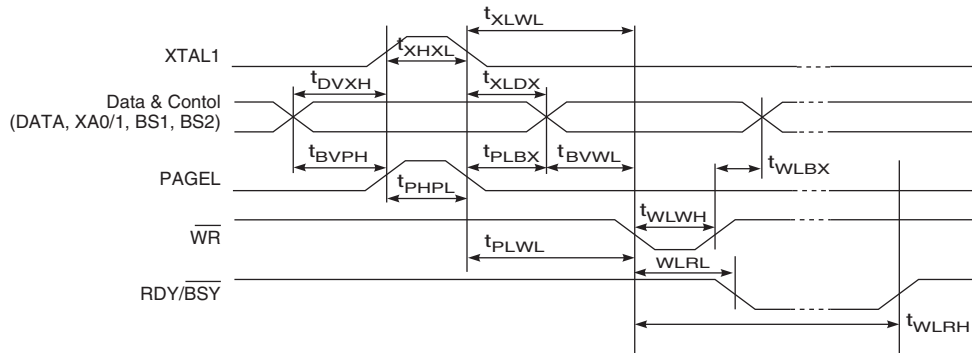 tXLWL
XTAL1
tXHXL
tDVXH
tXLDX
Data & Contol
(DATA, XA0/1, BS1, BS2)
tBVPH
tPLBX
tBVWL
tWLBX
PAGEL
tPHPL
tWLWH
WR
tPLWL
WLRL
RDY/BSY
tWLRH